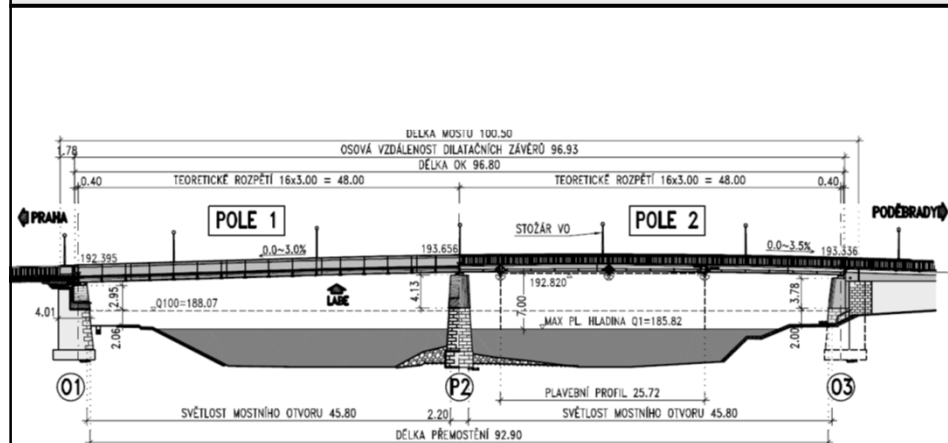 DÉLKA MOSTU 100.50
1.78
OSOVÁ VZDÁLENOST DILATAČNÍCH ZÁVĚRŮ 96.93
DÉLKA OK 96.80
0.40
TEORETICKÉ ROZPĚTÍ 16x3.00 = 48.00
TEORETICKÉ ROZPĚTÍ 16x3.00 = 48.00
0.40
PRAHA
POLE 1
STOŽÁR VO
POLE 2
PODĚBRADY
192.395
0.0~3.0%
193.656
0.0~3.5%
193.336
192.820
2.95
LABE
4.13
7.00
3.78
4.01
Q100=188.07
2.06
MAX PL. HLADINA Q1=185.82
2.00
O1
P2
O3
PLAVEBNÍ PROFIL 25.72
SVĚTLOST MOSTNÍHO OTVORU 45.80
2.20
SVĚTLOST MOSTNÍHO OTVORU 45.80
DÉLKA PŘEMOSTĚNÍ 92.90